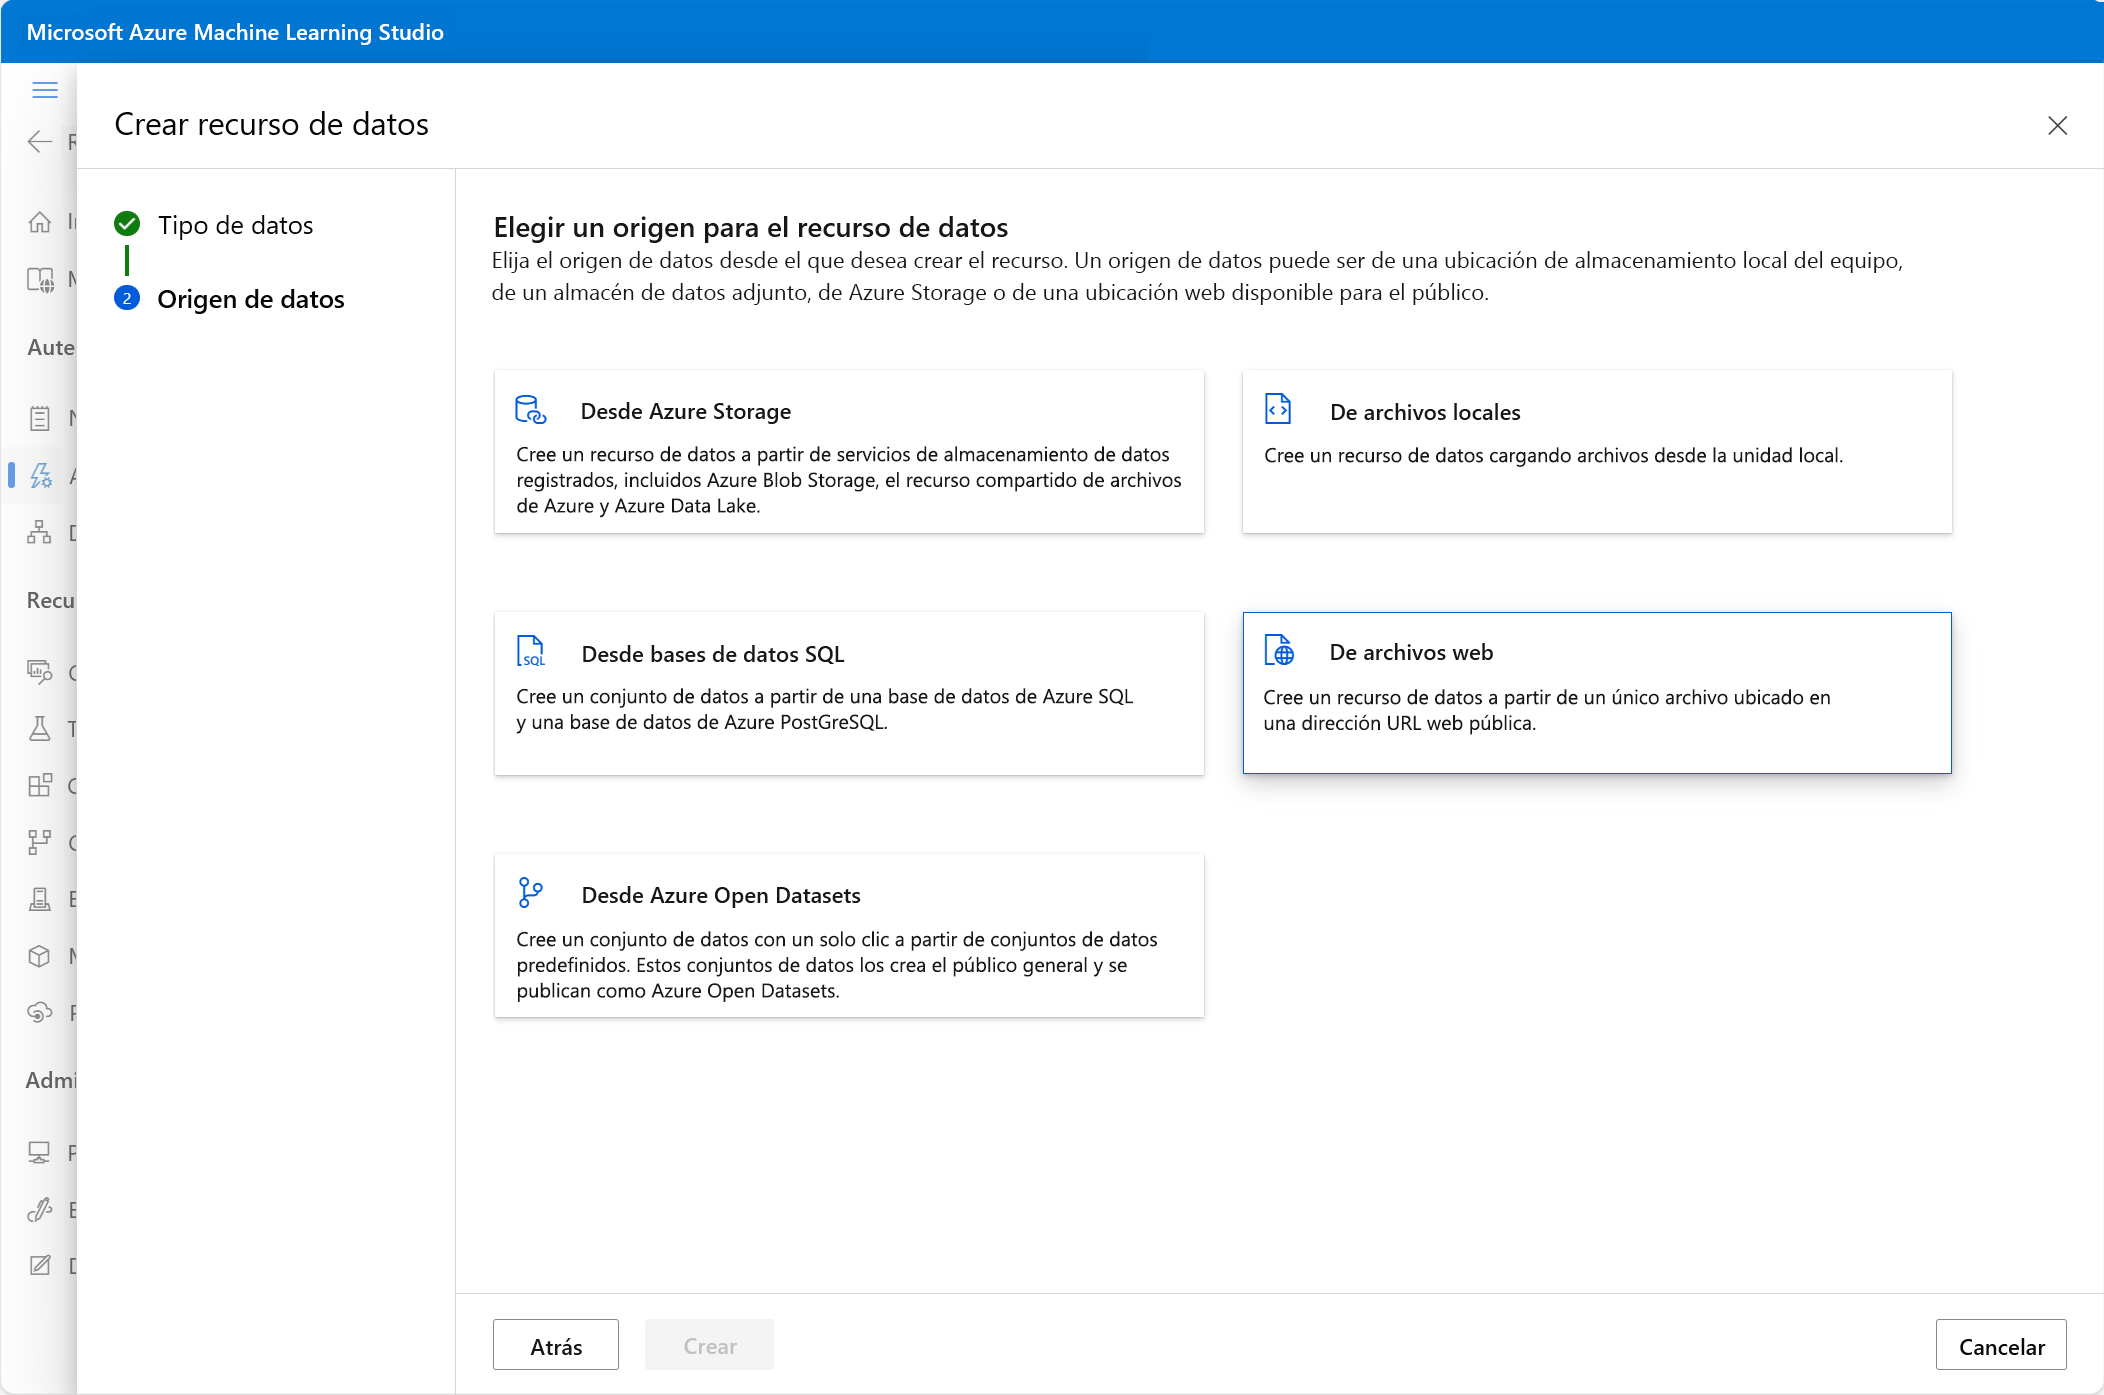 Microsoft Azure Machine Learning Studio
Crear recurso de datos
Tipo de datos
2
Origen de datos
Aute
Recu
Admi
Elegir un origen para el recurso de datos
Elija el origen de datos desde el que desea crear el recurso. Un origen de datos puede ser de una ubicación de almacenamiento local del equipo,
de un almacén de datos adjunto, de Azure Storage o de una ubicación web disponible para el público.
Desde Azure Storage
Cree un recurso de datos a partir de servicios de almacenamiento de datos
registrados, incluidos Azure Blob Storage, el recurso compartido de archivos
de Azure y Azure Data Lake.
De archivos locales
Cree un recurso de datos cargando archivos desde la unidad local.
SQL
Desde bases de datos SQL
Cree un conjunto de datos a partir de una base de datos de Azure SQL
y una base de datos de Azure PostGreSQL.
De archivos web
Cree un recurso de datos a partir de un único archivo ubicado en
una dirección URL web pública.
Desde Azure Open Datasets
Cree un conjunto de datos con un solo clic a partir de conjuntos de datos
predefinidos. Estos conjuntos de datos los crea el público general y se
publican como Azure Open Datasets.
Atrás
Crear
Cancelar